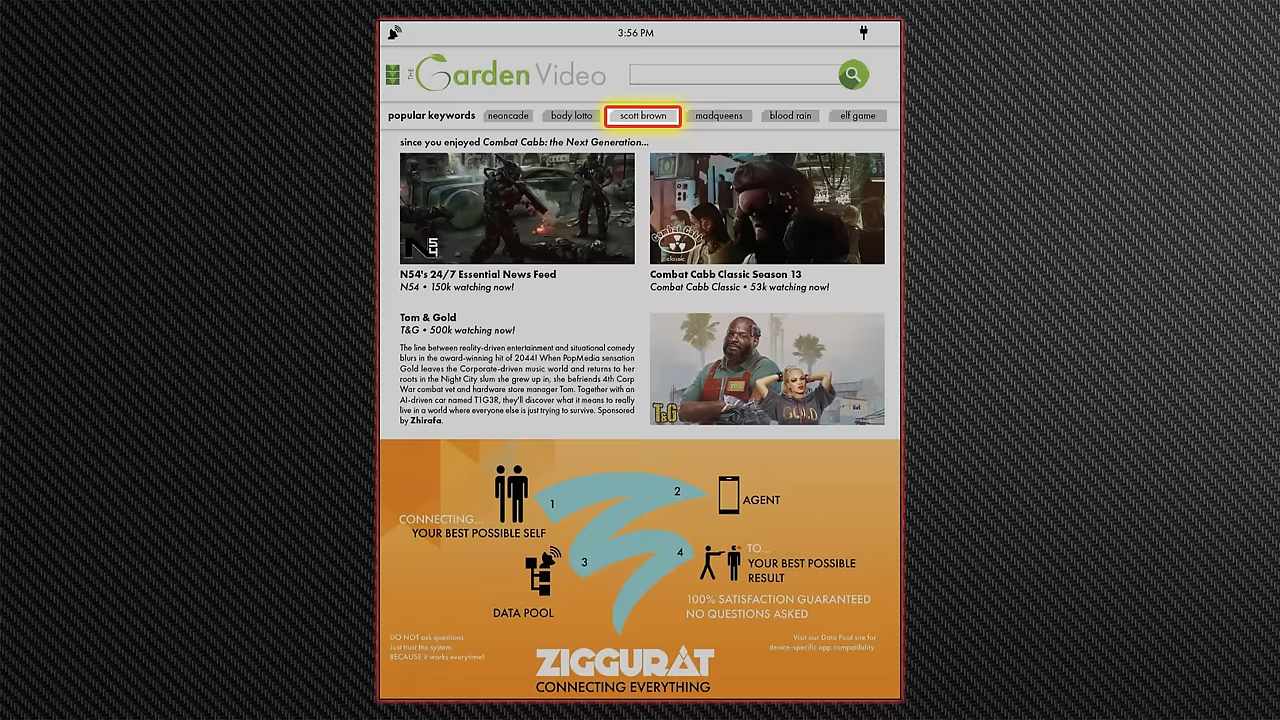 3:56 PM
THE Garden Video
popular keywords neoncade body lotto scott brown madqueens blood rain elf game
since you enjoyed Combat Cabb: the Next Generation...
N54
Combat Cabb
classic
N54's 24/7 Essential News Feed
N54 • 150k watching now!
Combat Cabb Classic Season 13
Combat Cabb Classic • 53k watching now!
Tom & Gold
T&G • 500k watching now!
The line between reality-driven entertainment and situational comedy
blurs in the award-winning hit of 2044! When PopMedia sensation
Gold leaves the Corporate-driven music world and returns to her
roots in the Night City slum she grew up in, she befriends 4th Corp
War combat vet and hardware store manager Tom. Together with an
AI-driven car named T1G3R, they'll discover what it means to really
live in a world where everyone else is just trying to survive. Sponsored
by Zhirafa.
T&G
GOLD
1
2
AGENT
CONNECTING...
YOUR BEST POSSIBLE SELF
3
DATA POOL
4
TO...
YOUR BEST POSSIBLE
RESULT
100% SATISFACTION GUARANTEED
NO QUESTIONS ASKED
DO NOT ask questions
Just trust the system.
BECAUSE it works everytime!
Visit our Data Pool site for
device-specific app compatibility.
ZIGGURAT
CONNECTING EVERYTHING